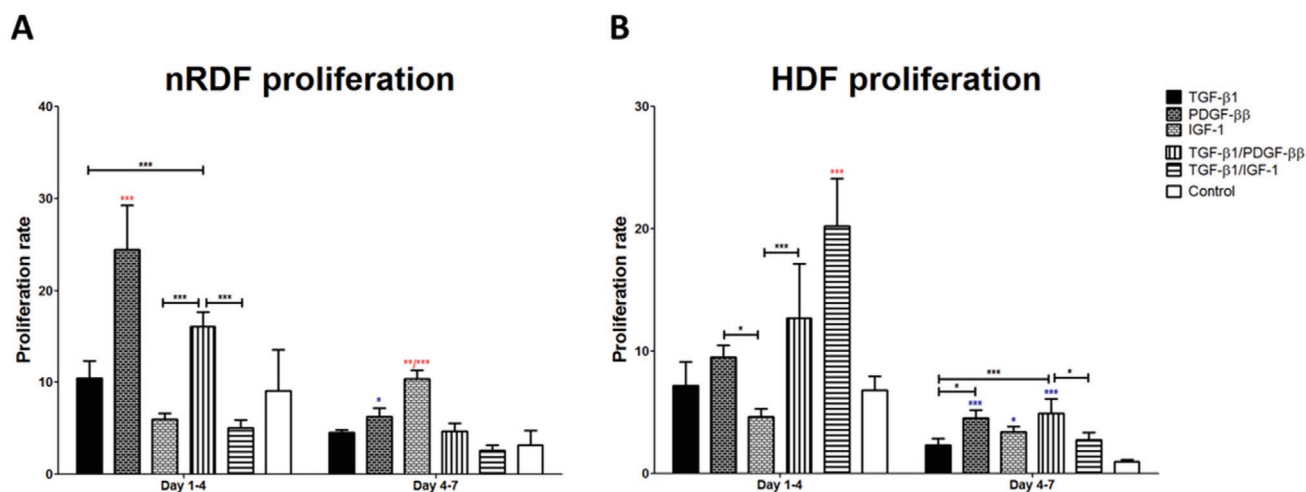 A
nRDF proliferation
Proliferation rate
40
30
20
10
0
***
***
***
***
*
**/***
Day 1-4
Day 4-7
B
HDF proliferation
Proliferation rate
30
20
10
0
***
***
*
***
*
*
***
*
***
Day 1-4
Day 4-7
TGF-β1
PDGF-ββ
IGF-1
TGF-β1/PDGF-ββ
TGF-β1/IGF-1
Control